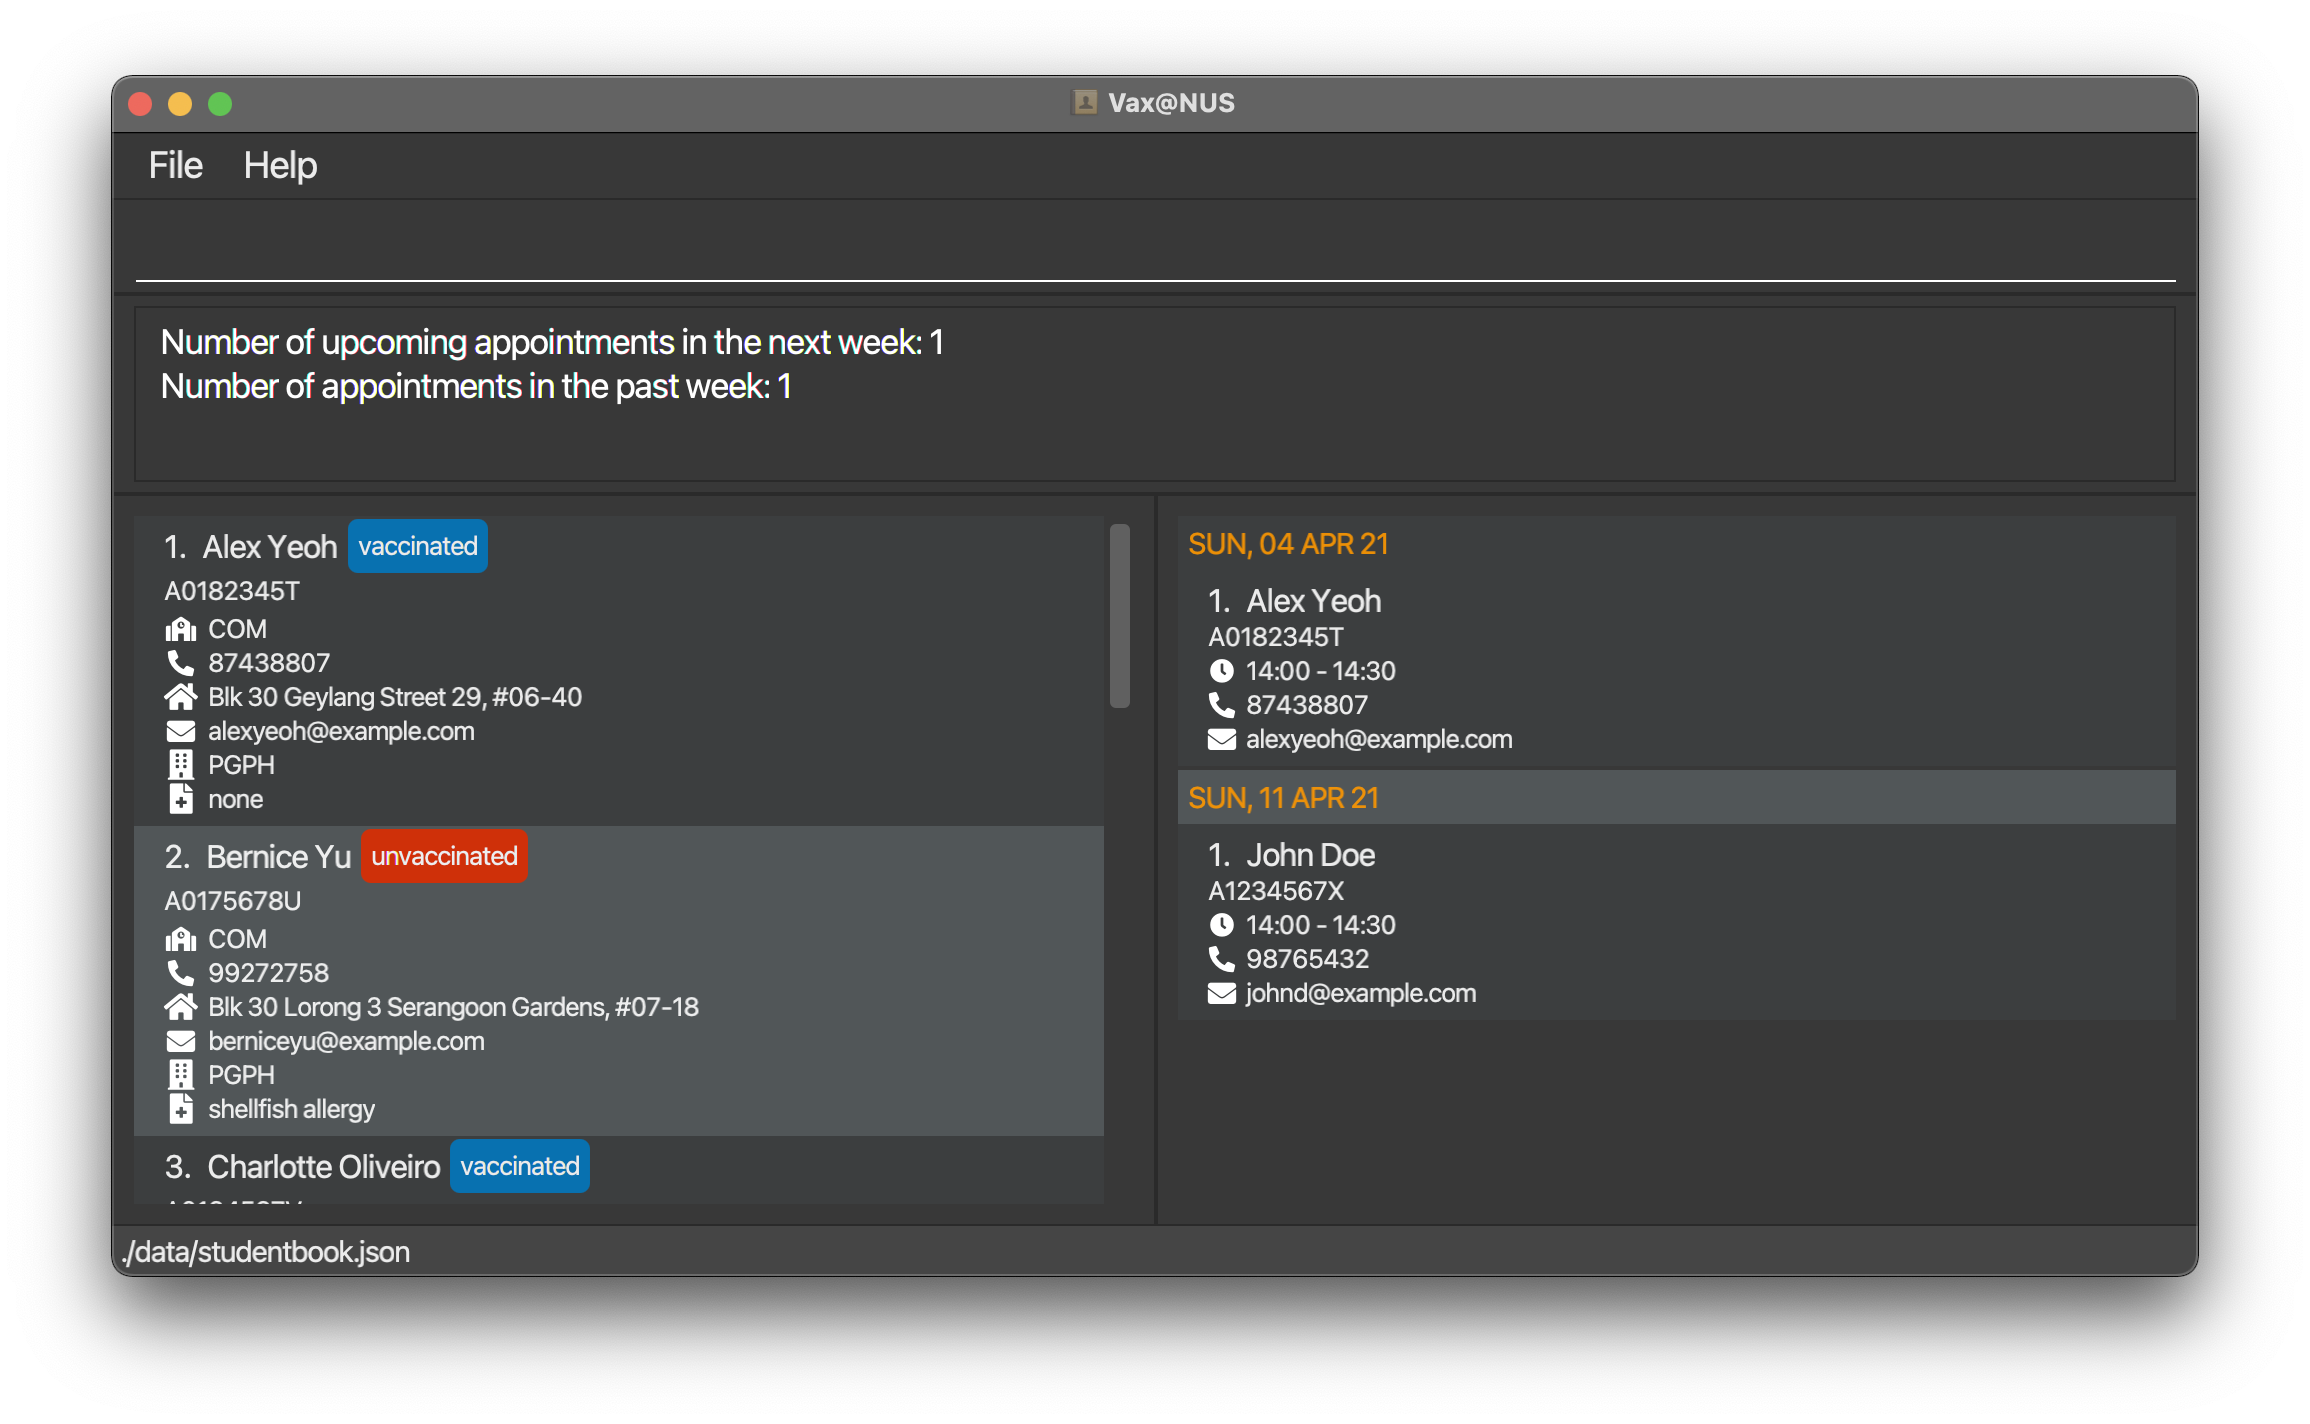 Vax@NUS
File Help
Number of upcoming appointments in the next week: 1
Number of appointments in the past week: 1
1. Alex Yeoh vaccinated
A0182345T
COM
87438807
Blk 30 Geylang Street 29, #06-40
alexyeoh@example.com
PGPH
none
2. Bernice Yu unvaccinated
A0175678U
COM
99272758
Blk 30 Lorong 3 Serangoon Gardens, #07-18
berniceyu@example.com
PGPH
shellfish allergy
3. Charlotte Oliveiro vaccinated
SUN, 04 APR 21
1. Alex Yeoh
A0182345T
14:00 - 14:30
87438807
alexyeoh@example.com
SUN, 11 APR 21
1. John Doe
A1234567X
14:00 - 14:30
98765432
johnd@example.com
./data/studentbook.json